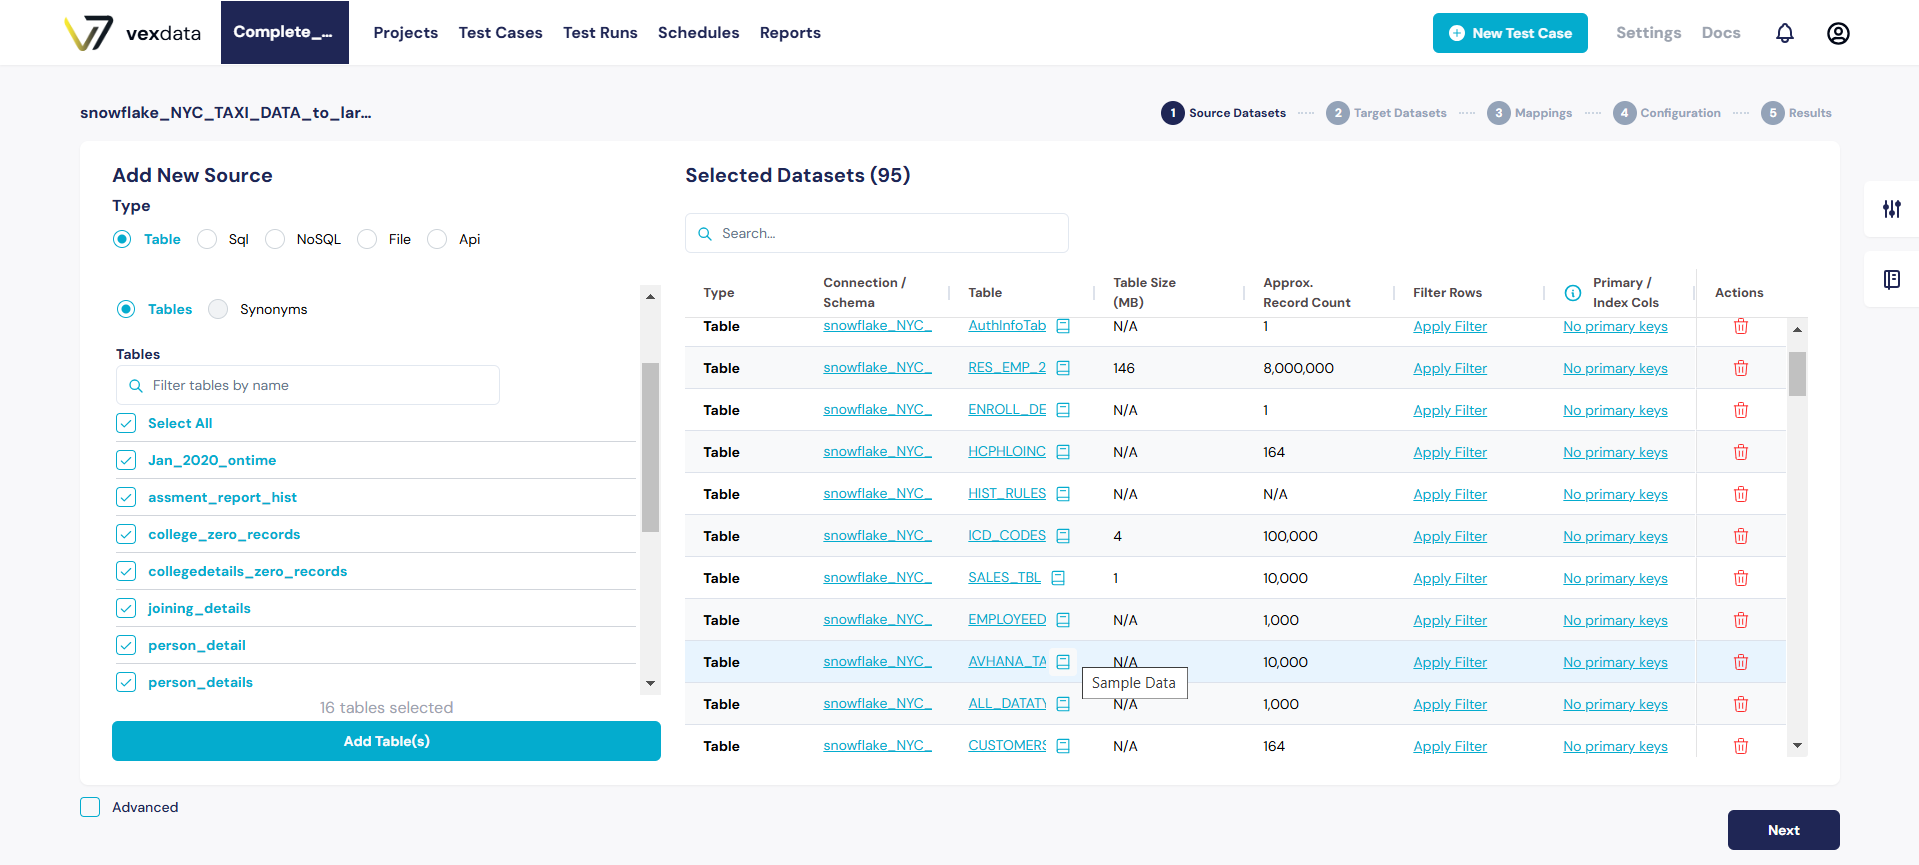 vexdata
Complete_...
Projects
Test Cases
Test Runs
Schedules
Reports
New Test Case
Settings
Docs
snowflake_NYC_TAXI_DATA_to_lar...
1 Source Datasets
2 Target Datasets
3 Mappings
4 Configuration
5 Results
Add New Source
Type
Table Sql NoSQL File Api
Tables Synonyms
Tables
Filter tables by name
Select All
Jan_2020_ontime
assment_report_hist
college_zero_records
collegedetails_zero_records
joining_details
person_detail
person_details
16 tables selected
Add Table(s)
Advanced
Selected Datasets (95)
Search...
Type
Connection /
Schema
Table
Table Size
(MB)
Approx.
Record Count
Filter Rows
Primary /
Index Cols
Actions
Table snowflake_NYC_ AuthInfoTab N/A 1 Apply Filter No primary keys
Table snowflake_NYC_ RES_EMP_2 146 8,000,000 Apply Filter No primary keys
Table snowflake_NYC_ ENROLL_DE N/A 1 Apply Filter No primary keys
Table snowflake_NYC_ HCPHLOINC N/A 164 Apply Filter No primary keys
Table snowflake_NYC_ HIST_RULES N/A N/A Apply Filter No primary keys
Table snowflake_NYC_ ICD_CODES 4 100,000 Apply Filter No primary keys
Table snowflake_NYC_ SALES_TBL 1 10,000 Apply Filter No primary keys
Table snowflake_NYC_ EMPLOYEED N/A 1,000 Apply Filter No primary keys
Table snowflake_NYC_ AVHANA_TA N/A 10,000 Apply Filter No primary keys
Sample Data
Table snowflake_NYC_ ALL_DATATY N/A 1,000 Apply Filter No primary keys
Table snowflake_NYC_ CUSTOMERS N/A 164 Apply Filter No primary keys
Next